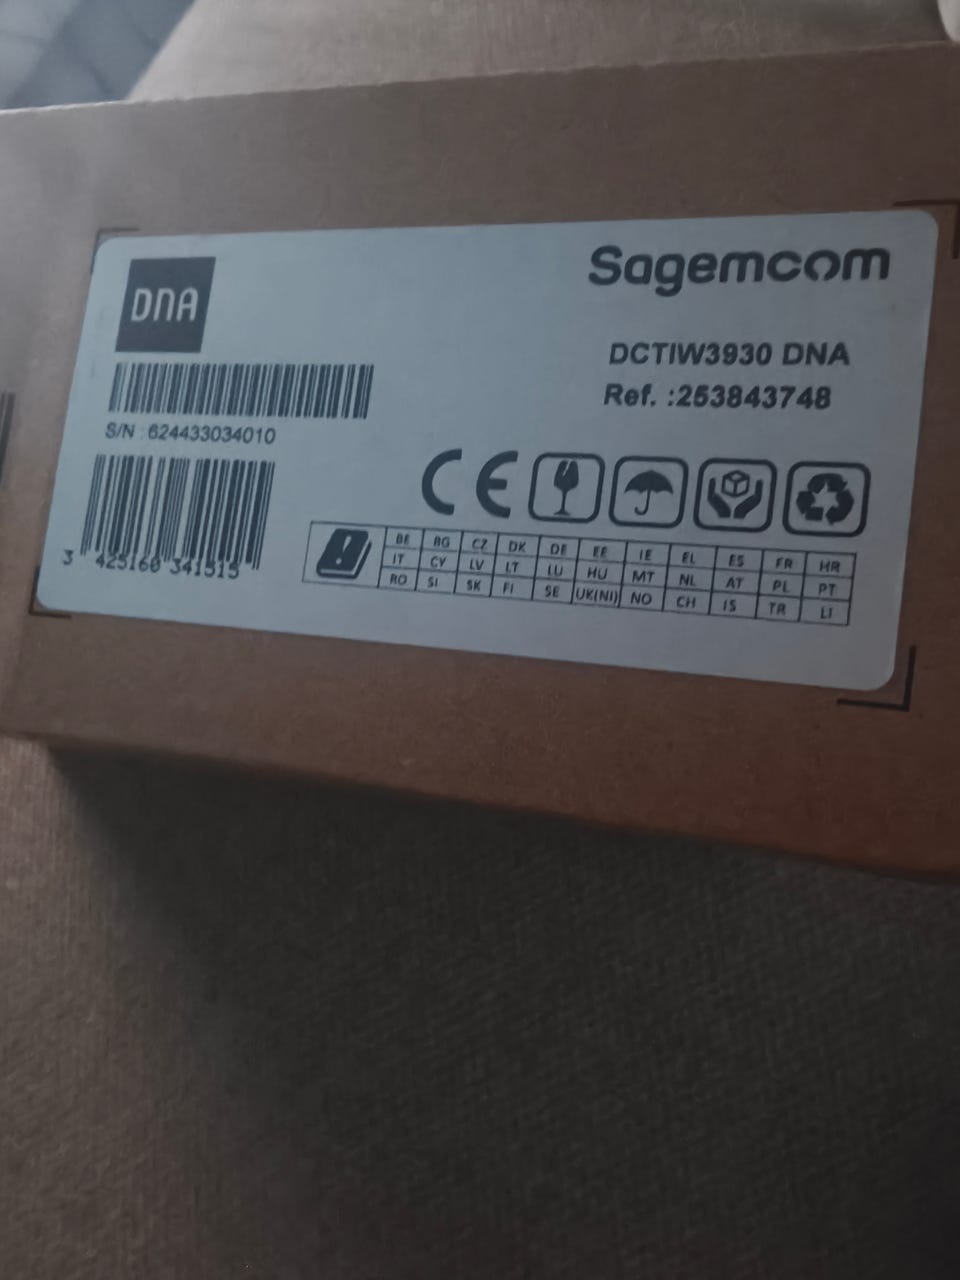 DNA
Sagemcom
DCTIW3930 DNA
Ref. :253843748
S/N :624433034010
3 425160 341515
CE
BE BG CZ DK DE EE IE EL ES FR HR
IT CY LV LT LU HU MT NL AT PL PT
RO SI SK FI SE UK(NI) NO CH IS TR LI